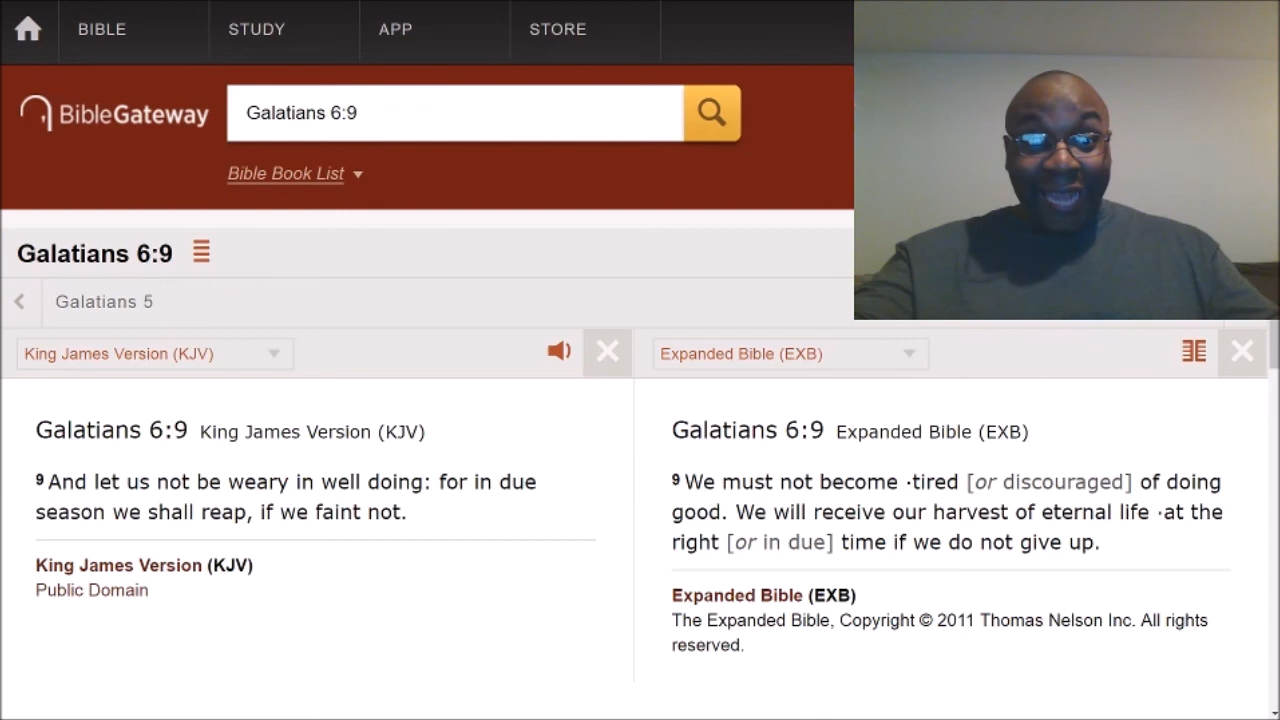 BIBLE STUDY APP STORE
BibleGateway
Galatians 6:9
Bible Book List
Galatians 6:9
Galatians 5
King James Version (KJV)
Galatians 6:9 King James Version (KJV)
9 And let us not be weary in well doing: for in due
season we shall reap, if we faint not.
King James Version (KJV)
Public Domain
Expanded Bible (EXB)
Galatians 6:9 Expanded Bible (EXB)
9 We must not become ·tired [or discouraged] of doing
good. We will receive our harvest of eternal life ·at the
right [or in due] time if we do not give up.
Expanded Bible (EXB)
The Expanded Bible, Copyright © 2011 Thomas Nelson Inc. All rights
reserved.